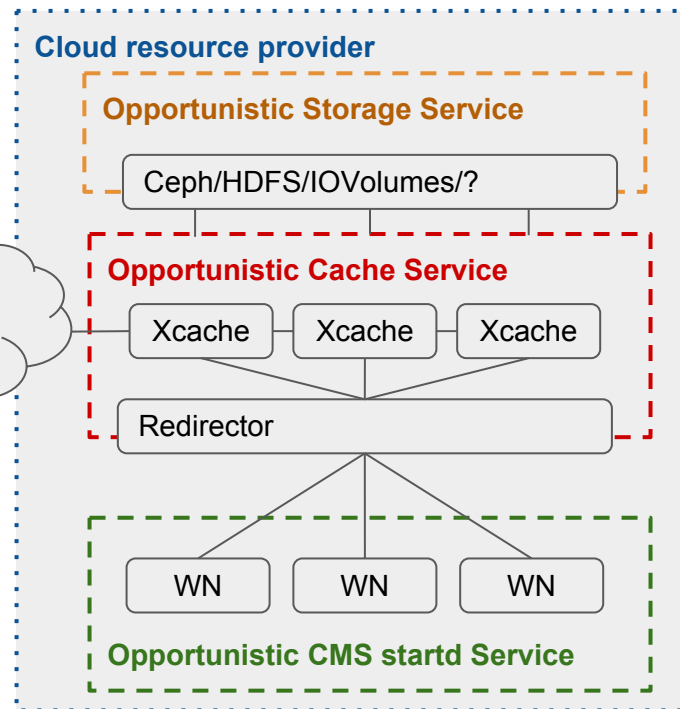 Cloud resource provider
Opportunistic Storage Service
Ceph/HDFS/IOVolumes/?
Opportunistic Cache Service
Xcache Xcache Xcache
Redirector
WN WN WN
Opportunistic CMS startd Service